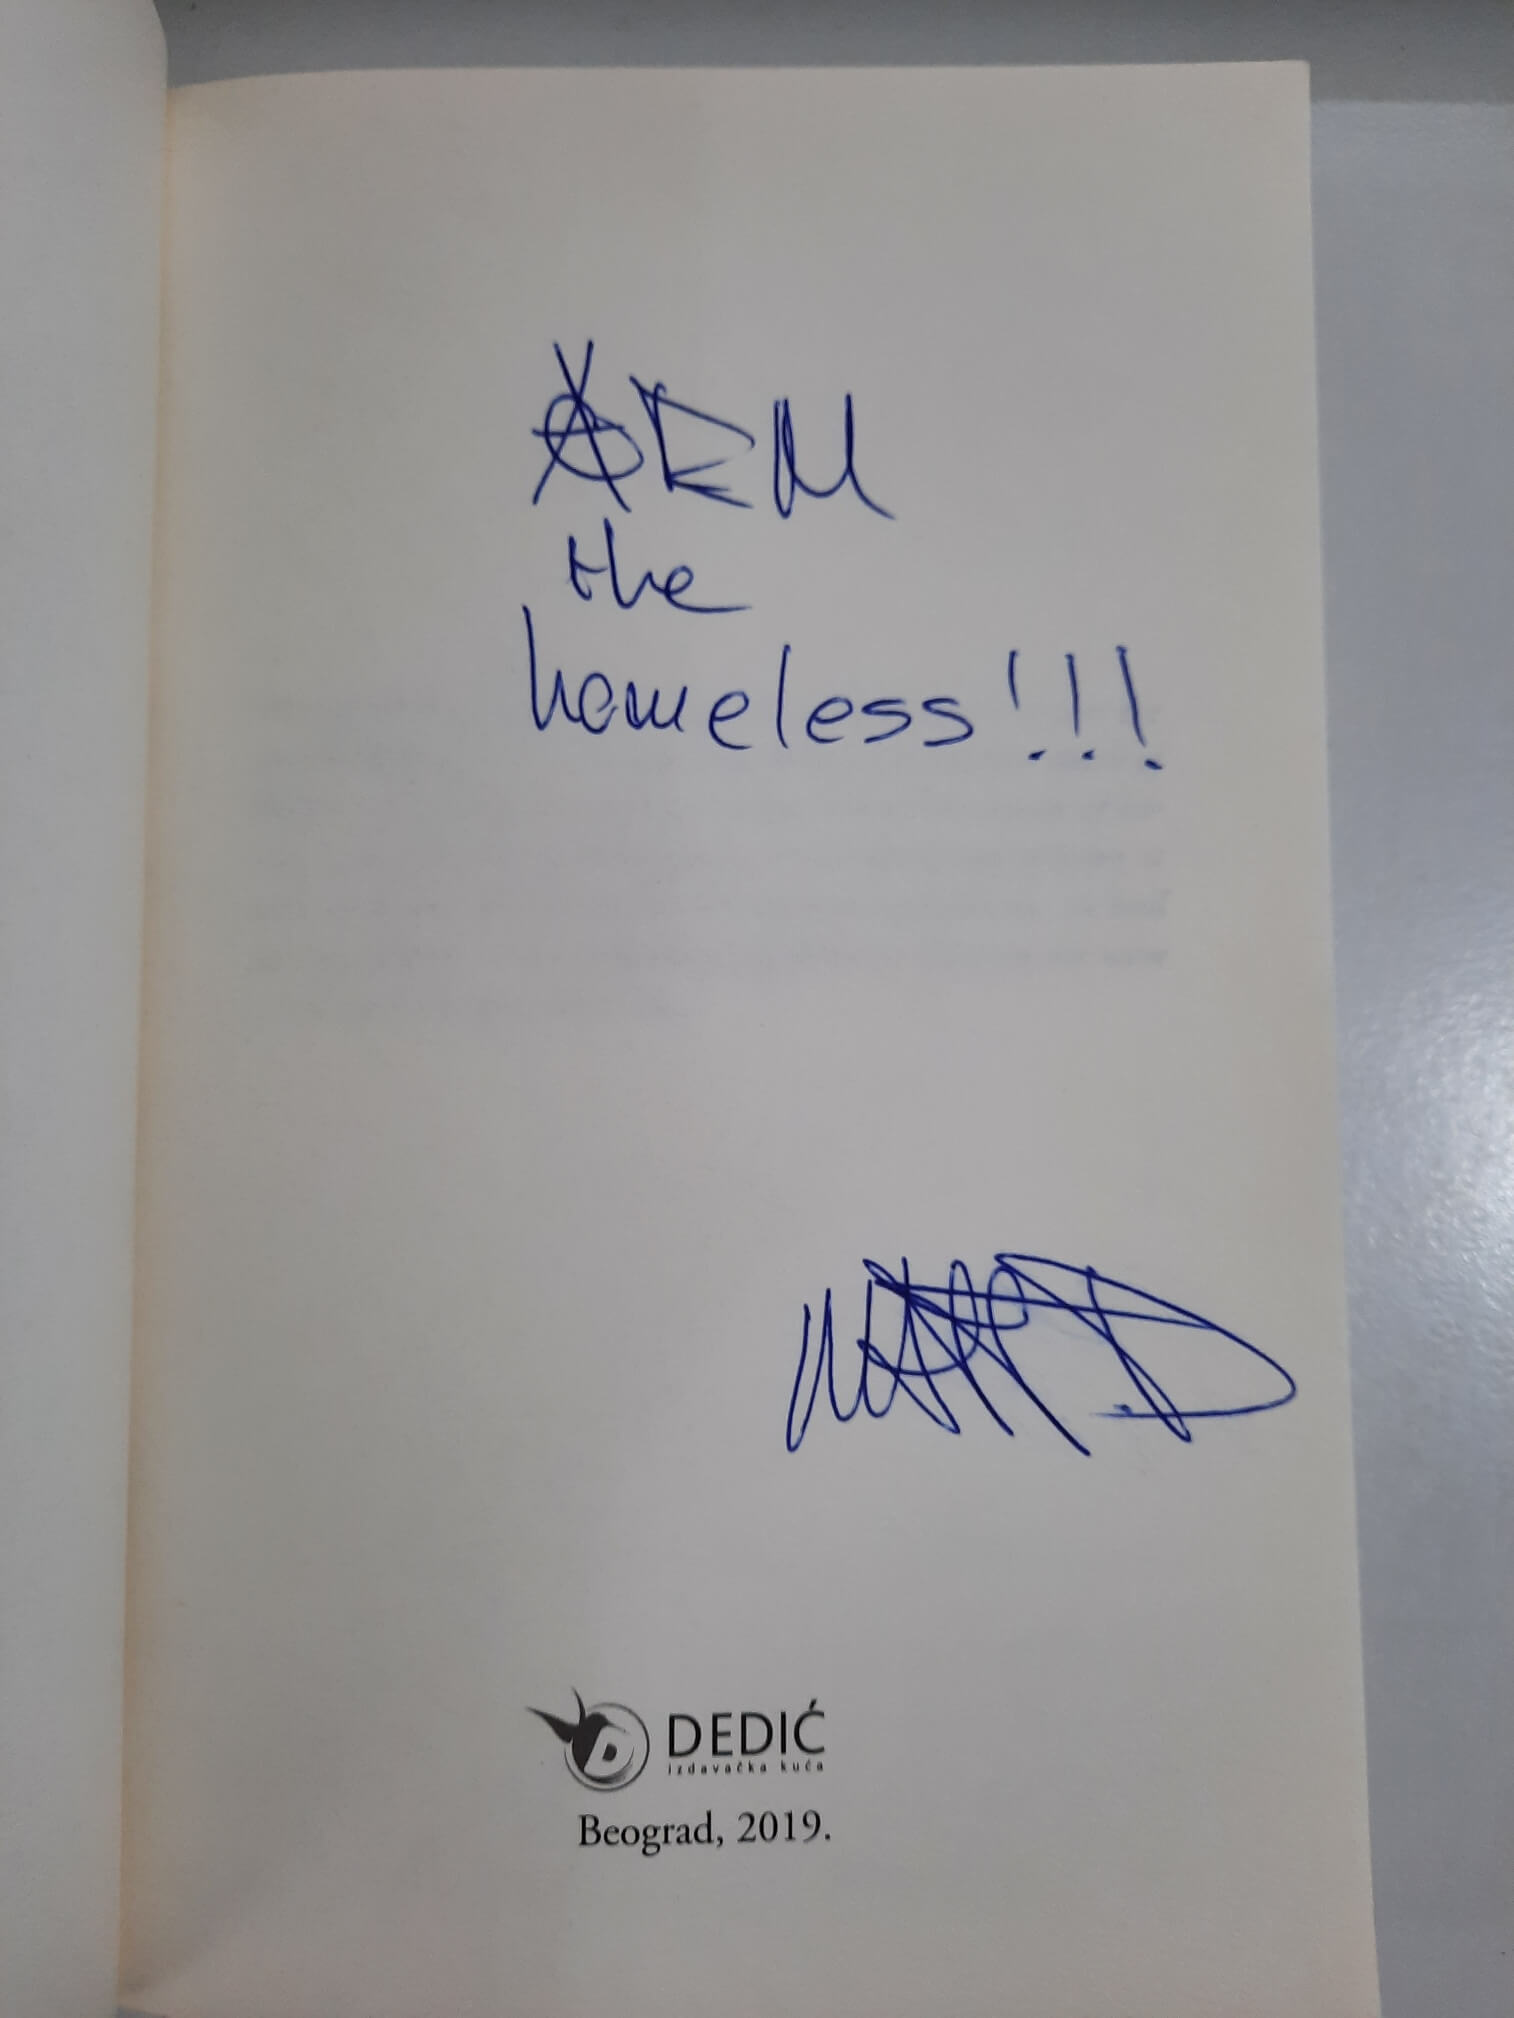 ARM
the
homeless!!!
DEDIĆ
izdavačka kuća
Beograd, 2019.